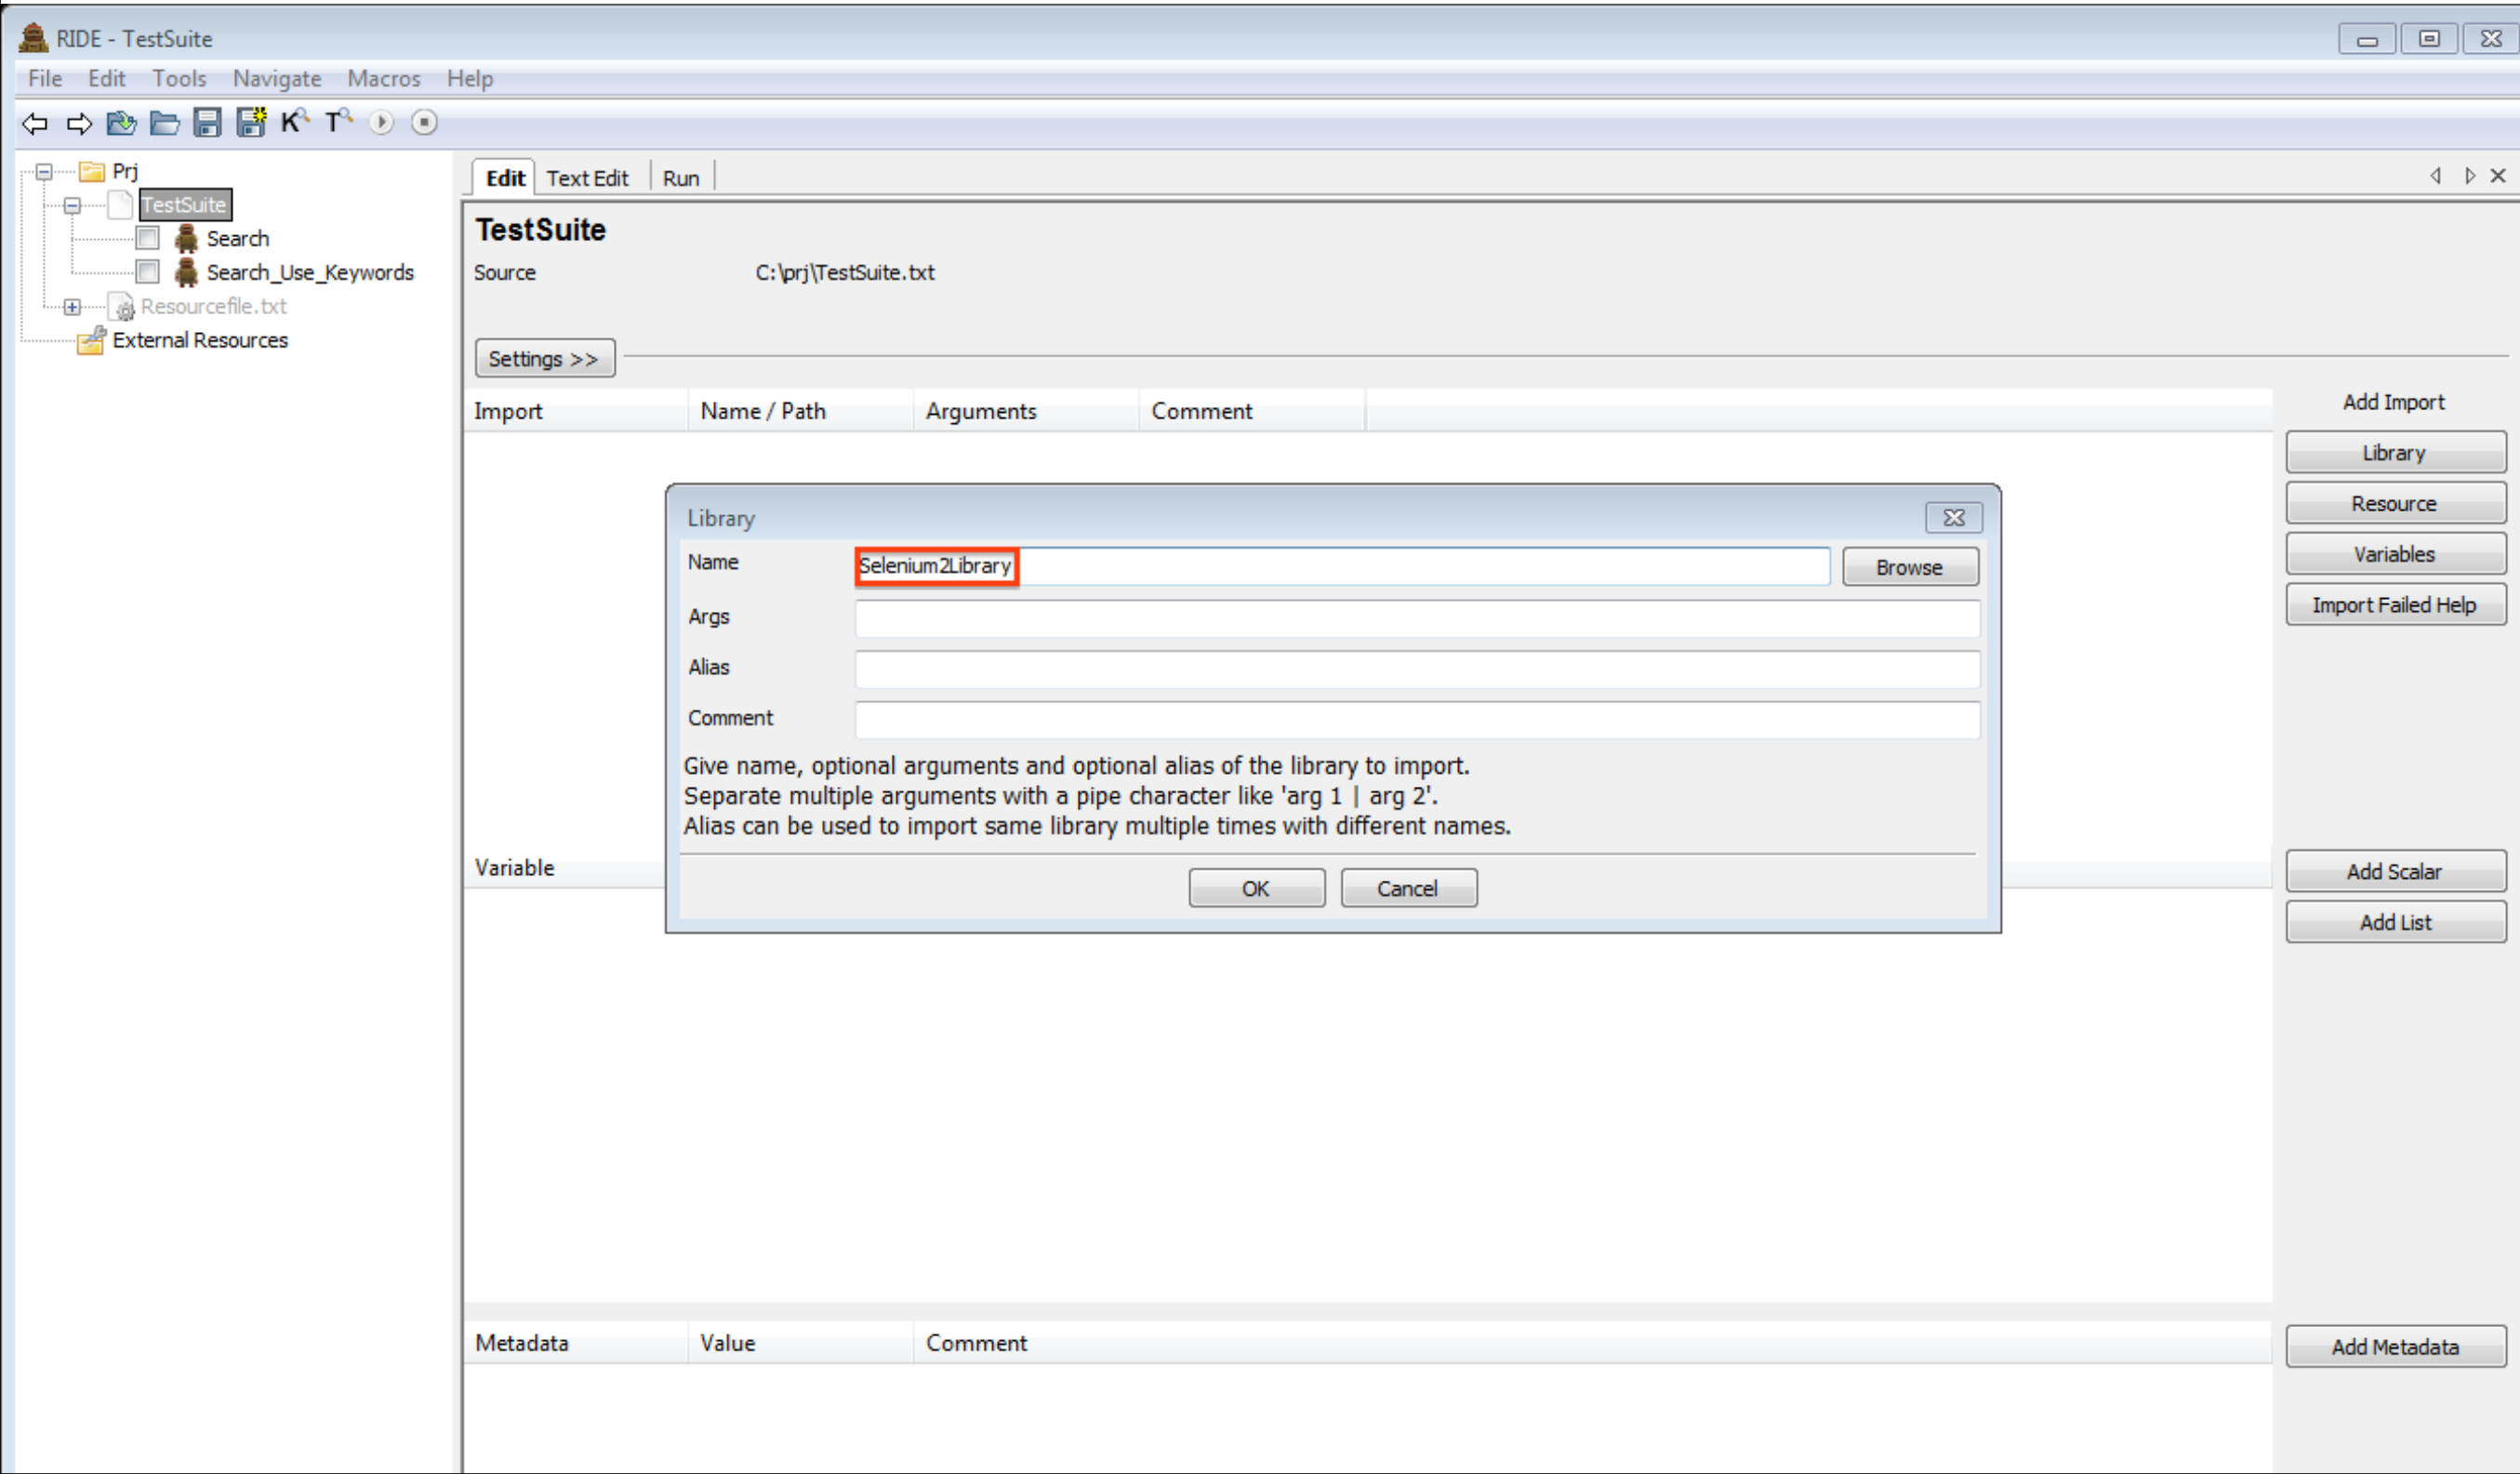 RIDE - TestSuite
File Edit Tools Navigate Macros Help
K T
Prj
TestSuite
Search
Search_Use_Keywords
Resourcefile.txt
External Resources
Edit Text Edit Run
TestSuite
Source C:\prj\TestSuite.txt
Settings >>
Import Name / Path Arguments Comment
Add Import
Library
Resource
Variables
Import Failed Help
Library
Name Selenium2Library Browse
Args
Alias
Comment
Give name, optional arguments and optional alias of the library to import.
Separate multiple arguments with a pipe character like 'arg 1 | arg 2'.
Alias can be used to import same library multiple times with different names.
OK Cancel
Variable
Add Scalar
Add List
Metadata Value Comment
Add Metadata